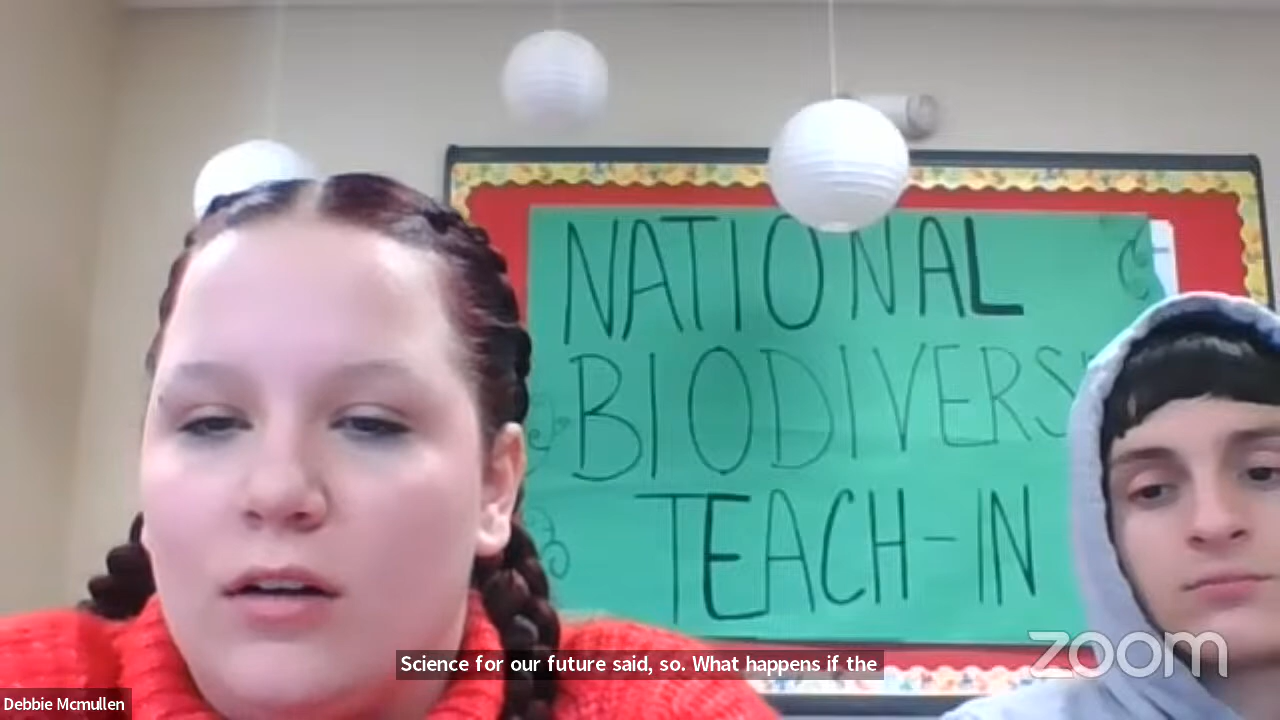 NATIONAL
BIODIVERS
TEACH-IN
Science for our future said, so. What happens if the
zoom
Debbie Mcmullen